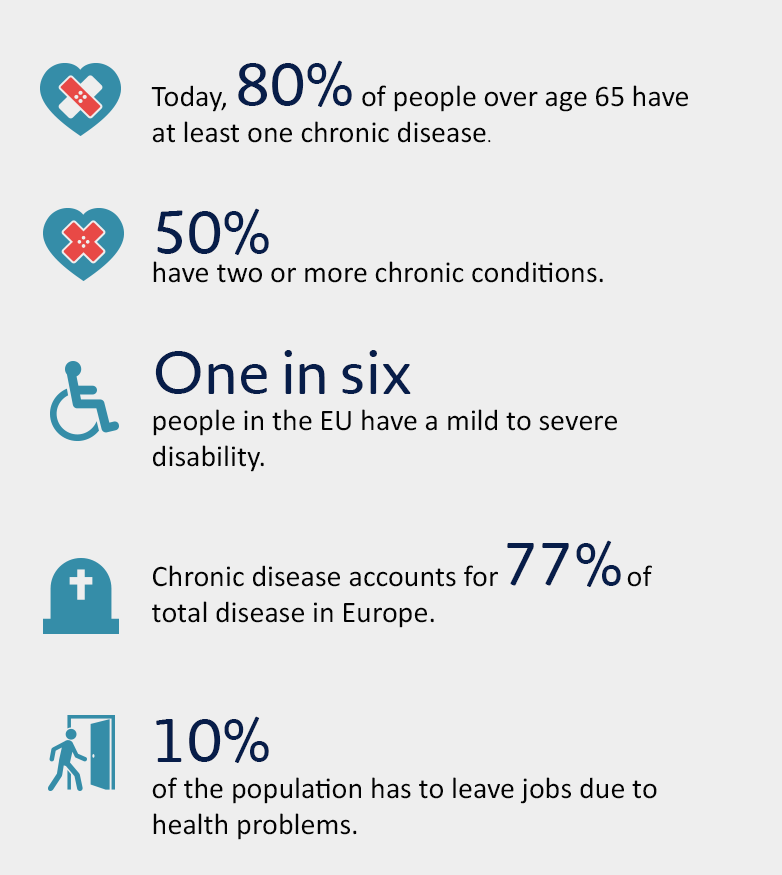 Today, 80% of people over age 65 have
at least one chronic disease.
50%
have two or more chronic conditions.
One in six
people in the EU have a mild to severe
disability.
Chronic disease accounts for 77% of
total disease in Europe.
10%
of the population has to leave jobs due to
health problems.